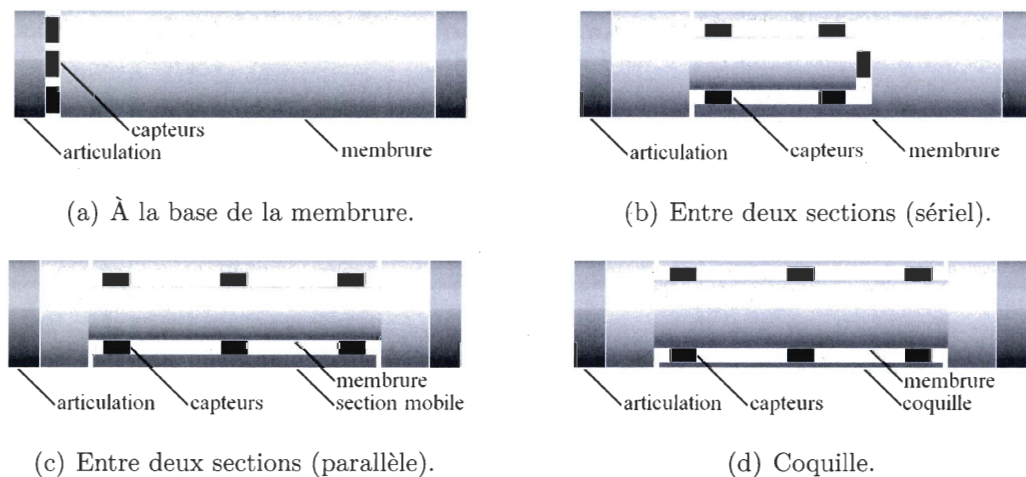 capteurs
articulation
membrure
(a) À la base de la membrure.
articulation
capteurs
membrure
(b) Entre deux sections (sériel).
membrure
articulation
capteurs
section mobile
(c) Entre deux sections (parallèle).
membrure
articulation
capteurs
coquille
(d) Coquille.